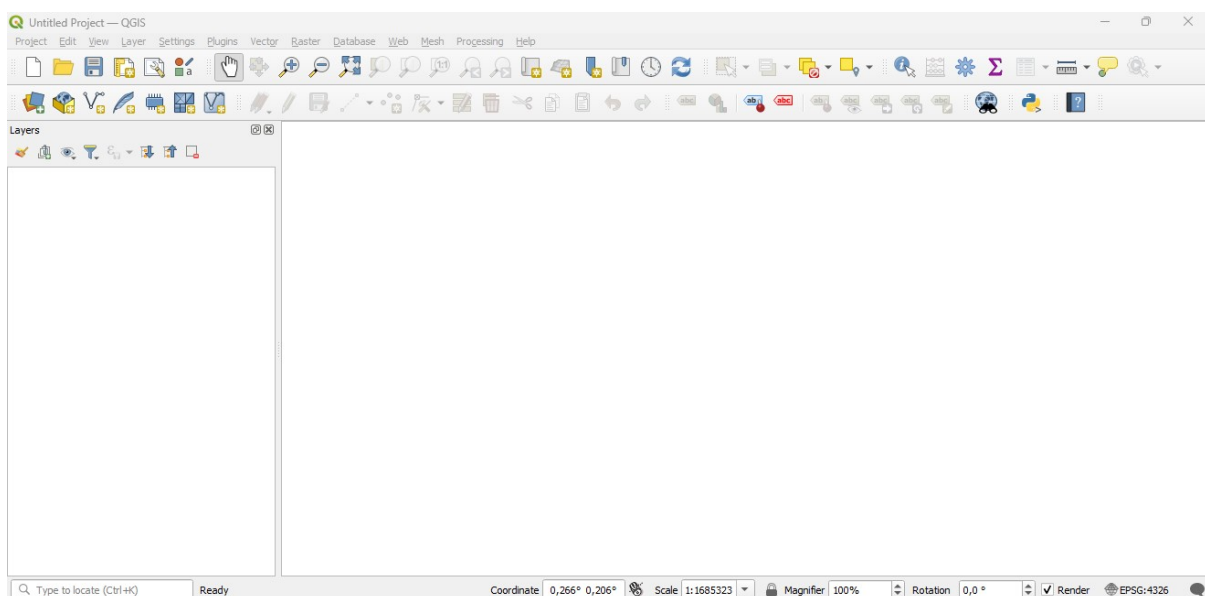 Untitled Project — QGIS
Project Edit View Layer Settings Plugins Vector Raster Database Web Mesh Processing Help
Layers
Type to locate (Ctrl+K) Ready Coordinate 0,266° 0,206° Scale 1:1685323 Magnifier 100% Rotation 0,0 ° Render EPSG:4326